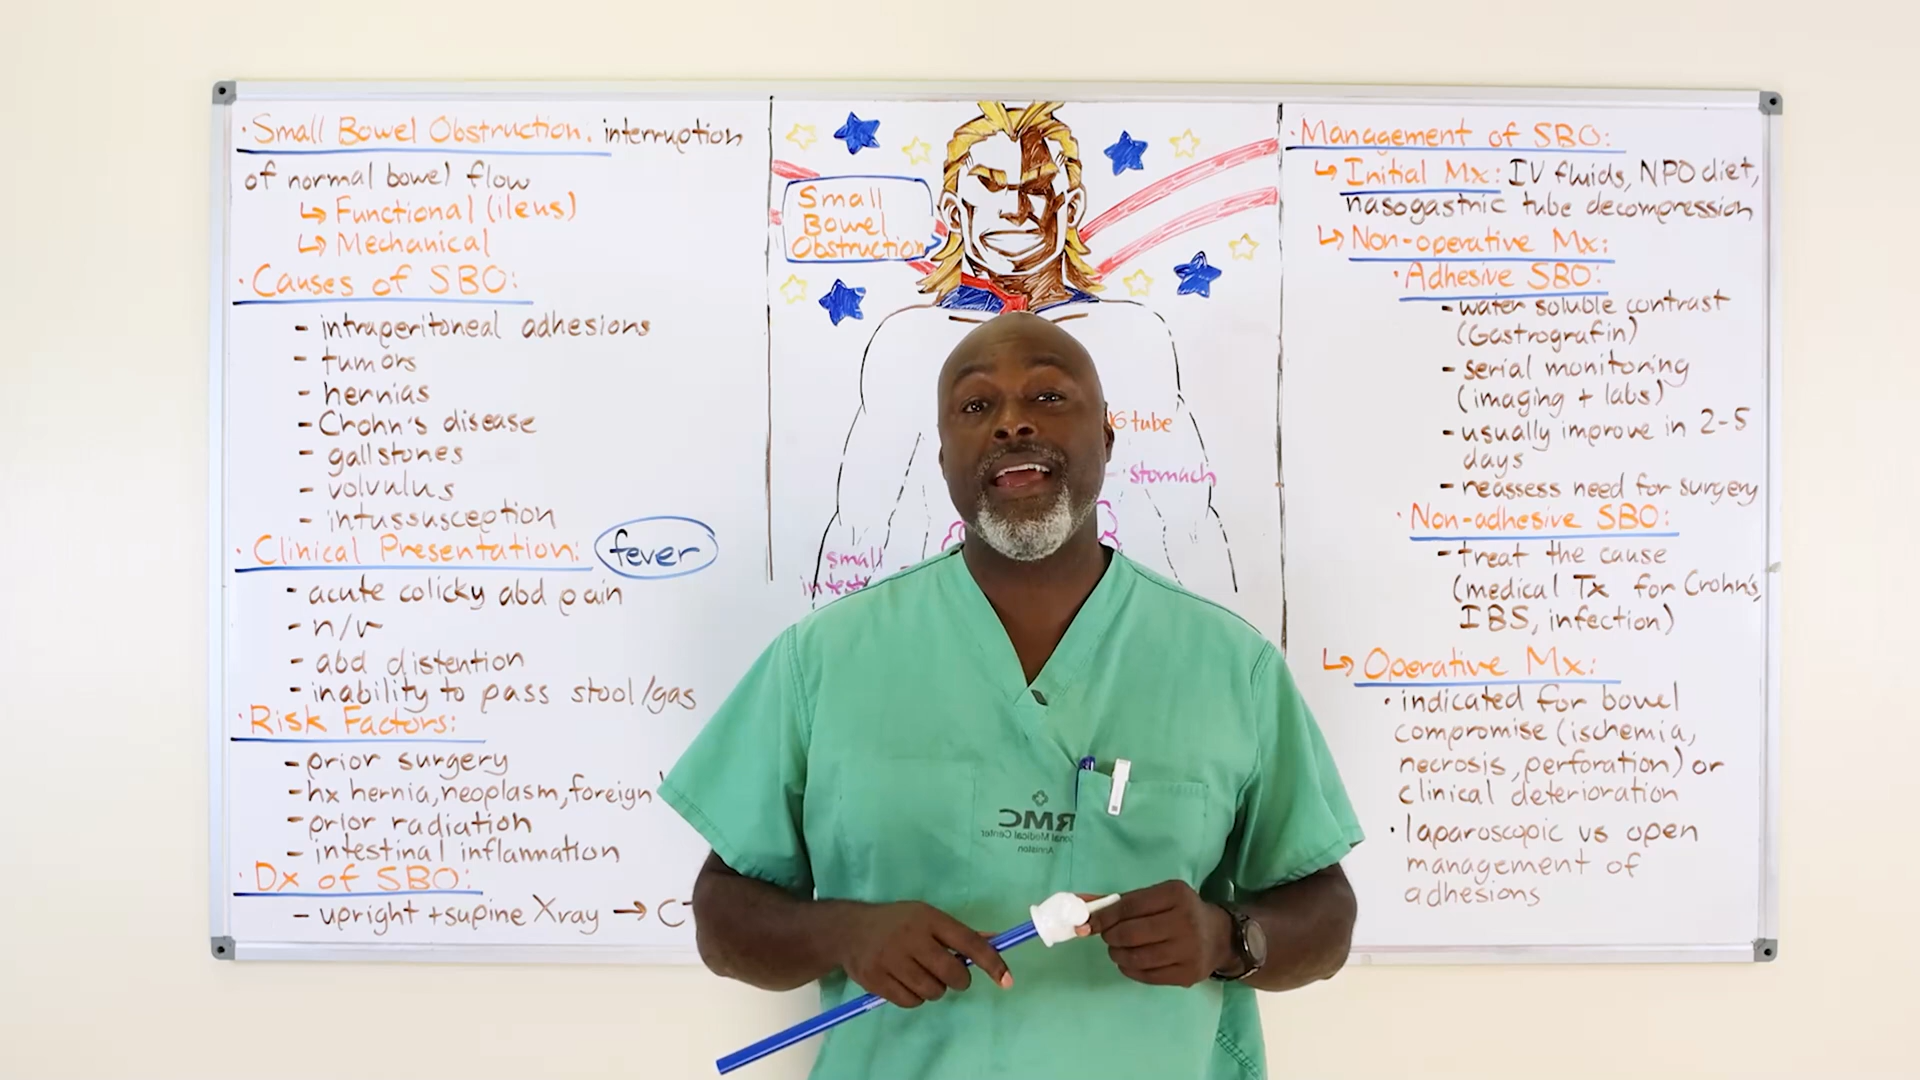 · Small Bowel Obstruction: interruption
of normal bowel flow
↳ Functional (ileus)
↳ Mechanical
· Causes of SBO:
- intraperitoneal adhesions
- tumors
- hernias
- Crohn's disease
- gallstones
- volvulus
- intussusception
· Clinical Presentation: fever
- acute colicky abd pain
- n/v
- abd distention
- inability to pass stool/gas
· Risk Factors:
- prior surgery
- hx hernia, neoplasm, foreign
- prior radiation
- intestinal inflammation
· Dx of SBO:
- upright + supine Xray →
Small
Bowel
Obstruction
tube
stomach
small
· Management of SBO:
↳ Initial Mx: IV fluids, NPO diet,
nasogastric tube decompression
↳ Non-operative Mx:
· Adhesive SBO:
- water soluble contrast
(Gastrografin)
- serial monitoring
(imaging + labs)
- usually improve in 2-5
days
- reassess need for surgery
· Non-adhesive SBO:
- treat the cause
(medical Tx for Crohn's,
IBS, infection)
↳ Operative Mx:
· indicated for bowel
compromise (ischemia,
necrosis, perforation) or
clinical deterioration
· laparoscopic vs open
management of
adhesions
RMC
Medical Center
Anniston